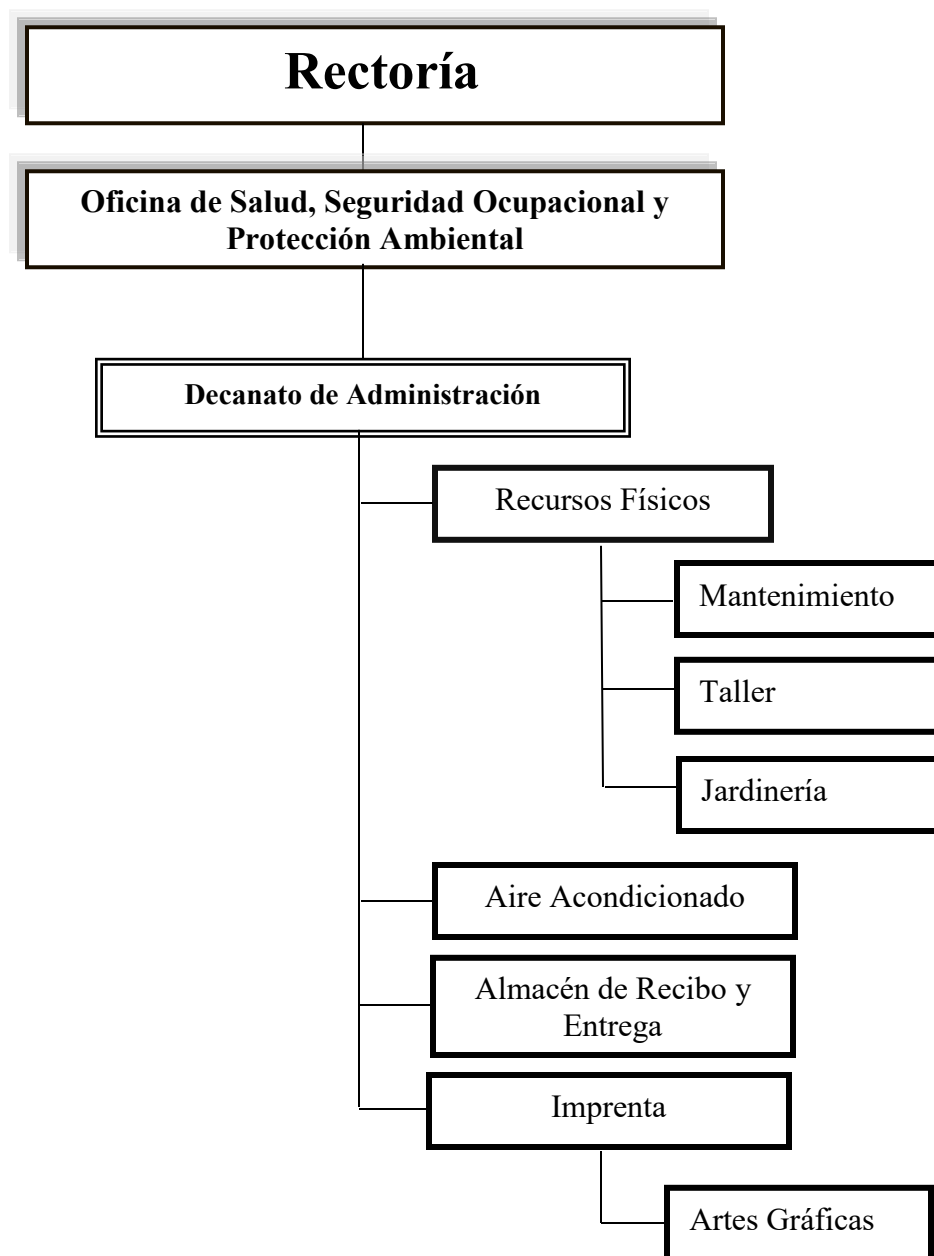 Rectoría
Oficina de Salud, Seguridad Ocupacional y
Protección Ambiental
Decanato de Administración
Recursos Físicos
Mantenimiento
Taller
Jardinería
Aire Acondicionado
Almacén de Recibo y
Entrega
Imprenta
Artes Gráficas